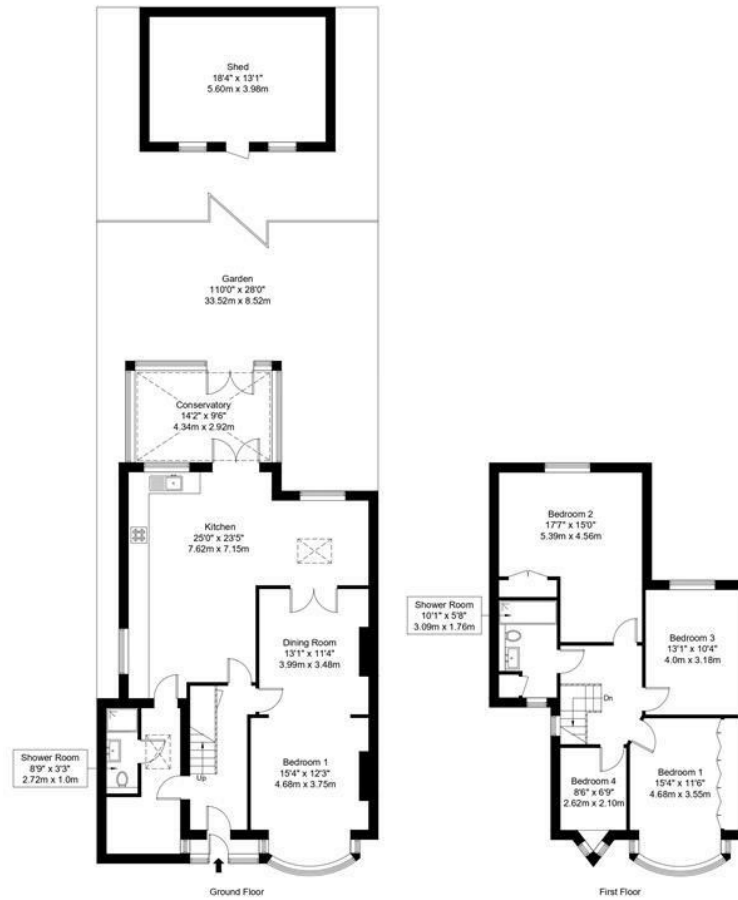 Shed
18'4" x 13'1"
5.60m x 3.98m
Garden
110'0" x 28'0"
33.52m x 8.52m
Conservatory
14'2" x 9'6"
4.34m x 2.92m
Kitchen
25'0" x 23'5"
7.62m x 7.15m
Dining Room
13'1" x 11'4"
3.99m x 3.48m
Shower Room
8'9" x 3'3"
2.72m x 1.0m
Up
Bedroom 1
15'4" x 12'3"
4.68m x 3.75m
Ground Floor
Bedroom 2
17'7" x 15'0"
5.39m x 4.56m
Shower Room
10'1" x 5'8"
3.09m x 1.76m
Bedroom 3
13'1" x 10'4"
4.0m x 3.18m
Dn
Bedroom 4
8'6" x 6'9"
2.62m x 2.10m
Bedroom 1
15'4" x 11'6"
4.68m x 3.55m
First Floor